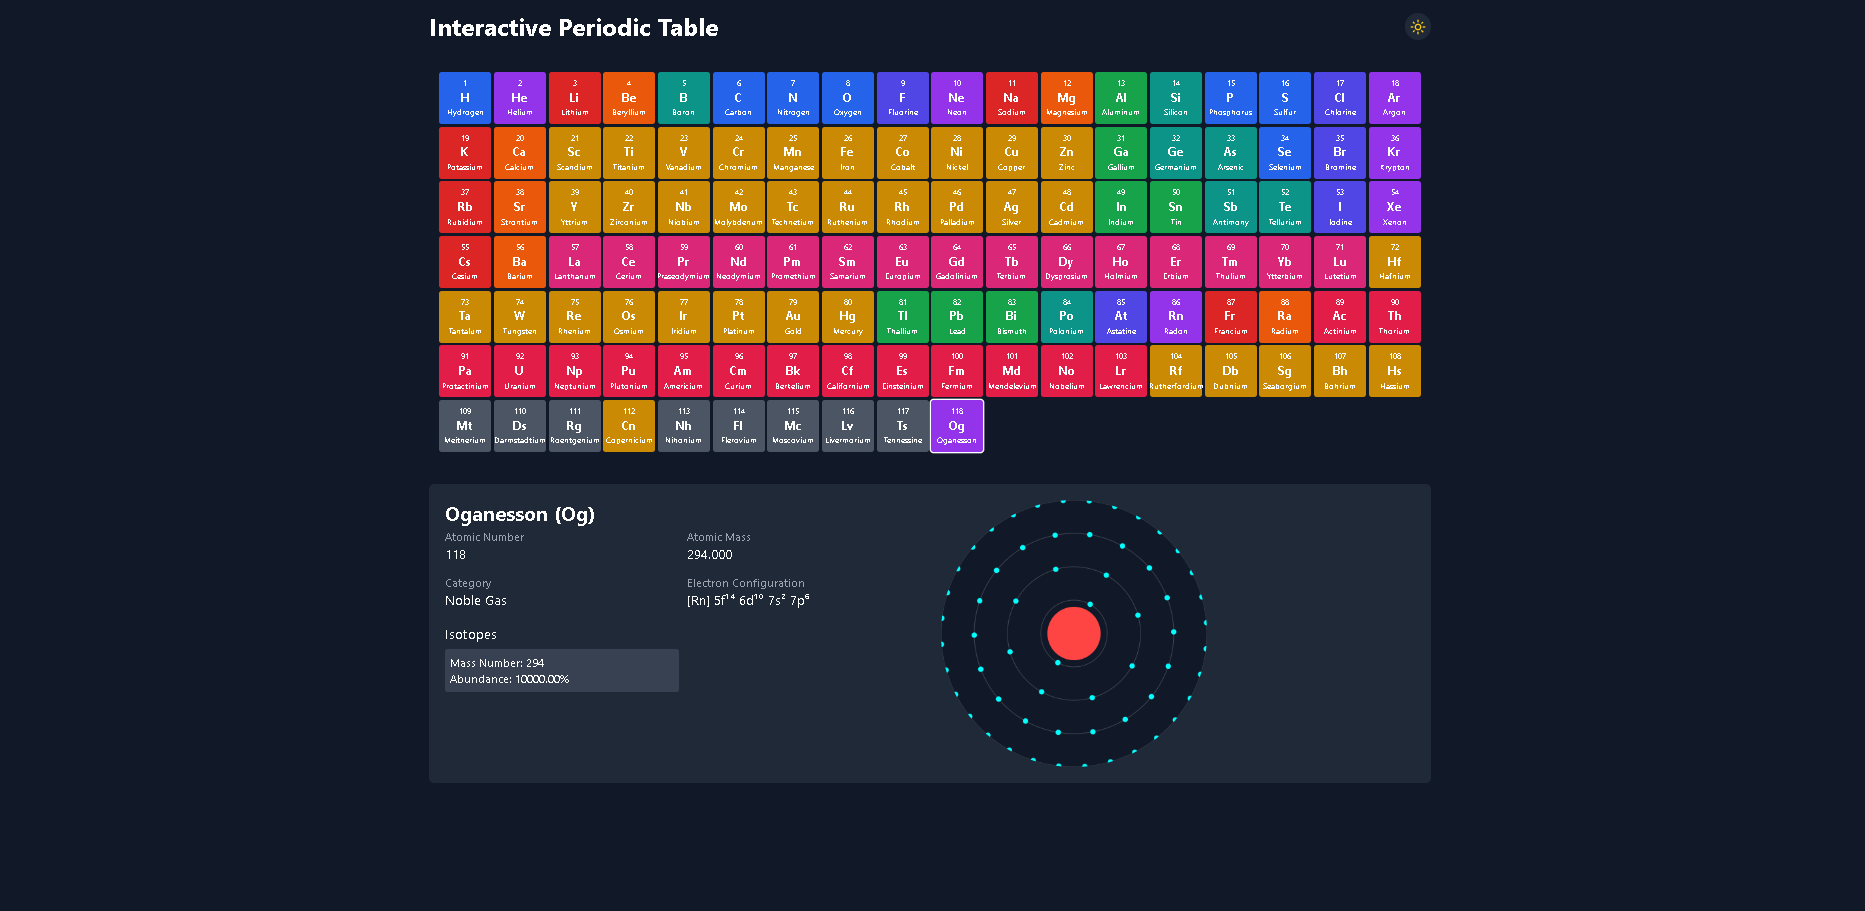 Interactive Periodic Table
1 2 3 4 5 6 7 8 9 10 11 12 13 14 15 16 17 18
H He Li Be B C N O F Ne Na Mg Al Si P S Cl Ar
Hydrogen Helium Lithium Beryllium Boron Carbon Nitrogen Oxygen Fluorine Neon Sodium Magnesium Aluminum Silicon Phosphorus Sulfur Chlorine Argon
19 20 21 22 23 24 25 26 27 28 29 30 31 32 33 34 35 36
K Ca Sc Ti V Cr Mn Fe Co Ni Cu Zn Ga Ge As Se Br Kr
Potassium Calcium Scandium Titanium Vanadium Chromium Manganese Iron Cobalt Nickel Copper Zinc Gallium Germanium Arsenic Selenium Bromine Krypton
37 38 39 40 41 42 43 44 45 46 47 48 49 50 51 52 53 54
Rb Sr Y Zr Nb Mo Tc Ru Rh Pd Ag Cd In Sn Sb Te I Xe
Rubidium Strontium Yttrium Zirconium Niobium Molybdenum Technetium Ruthenium Rhodium Palladium Silver Cadmium Indium Tin Antimony Tellurium Iodine Xenon
55 56 57 58 59 60 61 62 63 64 65 66 67 68 69 70 71 72
Cs Ba La Ce Pr Nd Pm Sm Eu Gd Tb Dy Ho Er Tm Yb Lu Hf
Cesium Barium Lanthanum Cerium Praseodymium Neodymium Promethium Samarium Europium Gadolinium Terbium Dysprosium Holmium Erbium Thulium Ytterbium Lutetium Hafnium
73 74 75 76 77 78 79 80 81 82 83 84 85 86 87 88 89 90
Ta W Re Os Ir Pt Au Hg Tl Pb Bi Po At Rn Fr Ra Ac Th
Tantalum Tungsten Rhenium Osmium Iridium Platinum Gold Mercury Thallium Lead Bismuth Polonium Astatine Radon Francium Radium Actinium Thorium
91 92 93 94 95 96 97 98 99 100 101 102 103 104 105 106 107 108
Pa U Np Pu Am Cm Bk Cf Es Fm Md No Lr Rf Db Sg Bh Hs
Protactinium Uranium Neptunium Plutonium Americium Curium Berkelium Californium Einsteinium Fermium Mendelevium Nobelium Lawrencium Rutherfordium Dubnium Seaborgium Bohrium Hassium
109 110 111 112 113 114 115 116 117 118
Mt Ds Rg Cn Nh Fl Mc Lv Ts Og
Meitnerium Darmstadtium Roentgenium Copernicium Nihonium Flerovium Moscovium Livermorium Tennessine Oganesson
Oganesson (Og)
Atomic Number Atomic Mass
118 294.000
Category Electron Configuration
Noble Gas [Rn] 5f¹⁴ 6d¹⁰ 7s² 7p⁶
Isotopes
Mass Number: 294
Abundance: 10000.00%